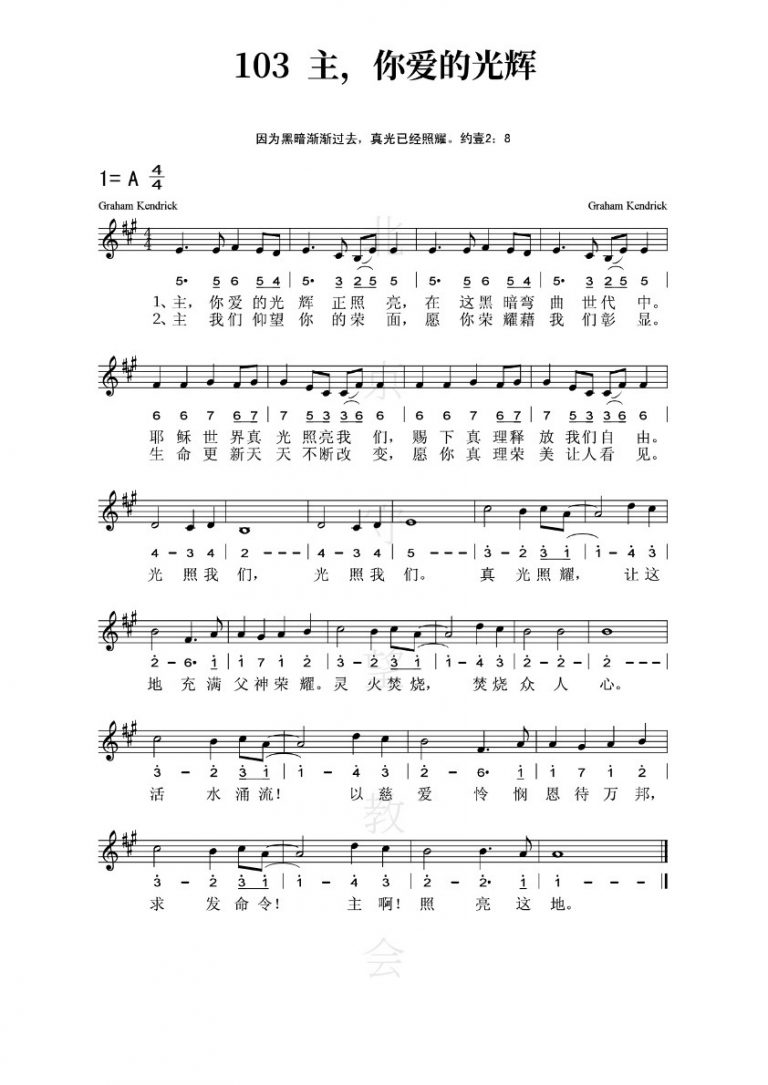 103 主，你爱的光辉
因为黑暗渐渐过去，真光已经照耀。约壹2：8
1= A 4/4
Graham Kendrick Graham Kendrick
5· 5 6 5 4 | 5· 3 2 5 5 | 5· 5 6 5 4 | 5· 3 2 5 5
1、主，你爱的光辉正照亮，在这黑暗弯曲世代中。
2、主我们仰望你的荣面，愿你荣耀藉我们彰显。
6 6 7 6 7 | 7 5 3 3 6 6 | 6 6 7 6 7 | 7 5 3 3 6 6
耶稣世界真光照亮我们，赐下真理释放我们自由。
生命更新天天不断改变，愿你真理荣美让人看见。
4 - 3 4 | 2 - - - | 4 - 3 4 | 5 - - - | 3 - 2 3 1 | 1 - 4 3
光照我们，光照我们。真光照耀，让这
2 - 6· 1 | 1 7 1 2 | 3 - 2 3 1 | 1 - 4 3 | 2 - 2 - | 2 - - -
地充满父神荣耀。灵火焚烧，焚烧众人心。
3 - 2 3 1 | 1 - 4 3 | 2 - 6· 1 | 1 7 1 2
活水涌流！以慈爱怜悯恩待万邦，
3 - 2 3 1 | 1 - 4 3 | 2 - 2· 1 | 1 - - -
求发命令！主啊！照亮这地。
北京守望教会